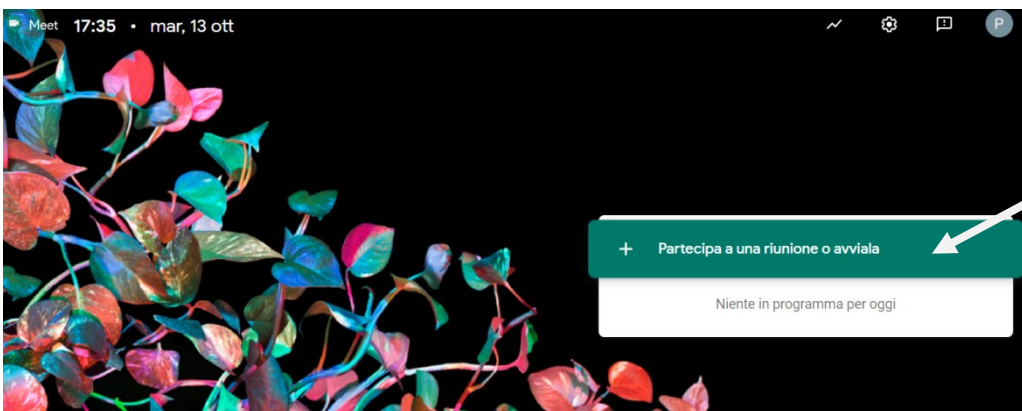 Meet 17:35 • mar, 13 ott
P
+ Partecipa a una riunione o avviala
Niente in programma per oggi